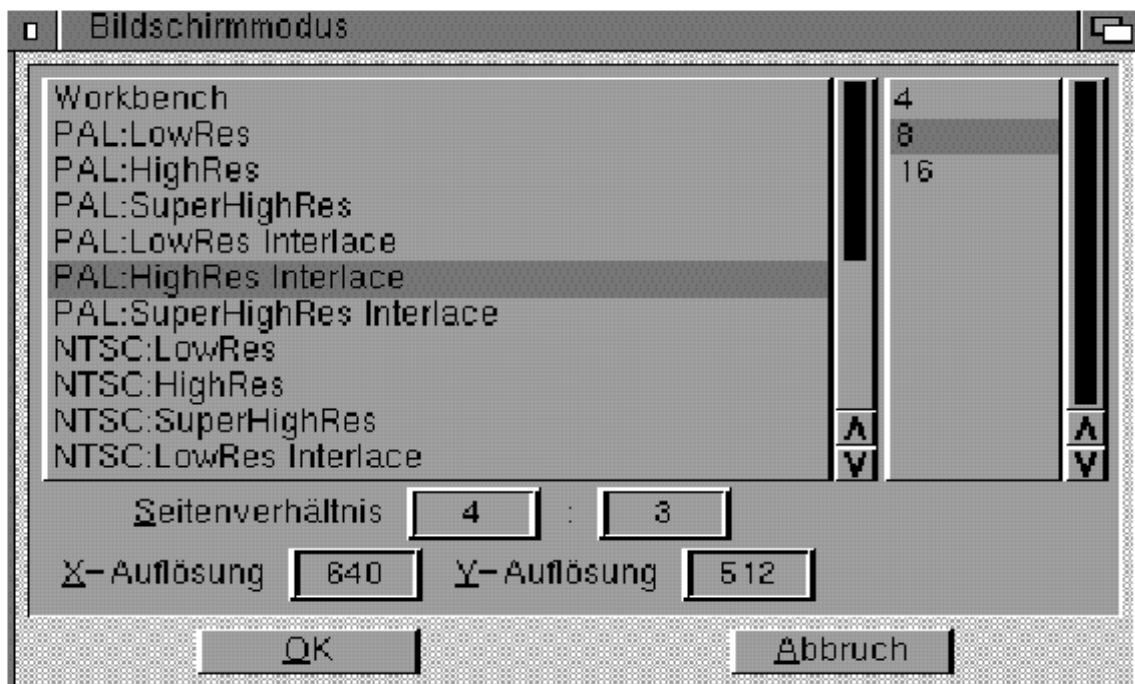 Bildschirmmodus
Workbench
PAL:LowRes
PAL:HighRes
PAL:SuperHighRes
PAL:LowRes Interlace
PAL:HighRes Interlace
PAL:SuperHighRes Interlace
NTSC:LowRes
NTSC:HighRes
NTSC:SuperHighRes
NTSC:LowRes Interlace
4
8
16
Seitenverhältnis 4 : 3
X-Auflösung 640 Y-Auflösung 512
OK Abbruch